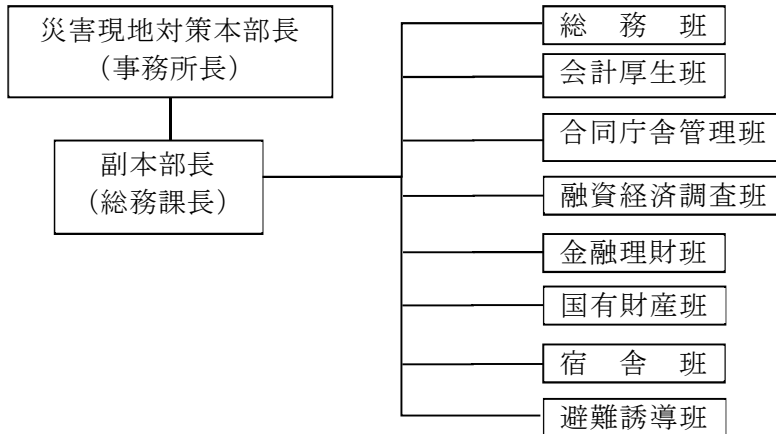 災害現地対策本部長
（事務所長）
副本部長
（総務課長）
総　務　班
会計厚生班
合同庁舎管理班
融資経済調査班
金融理財班
国有財産班
宿　舎　班
避難誘導班